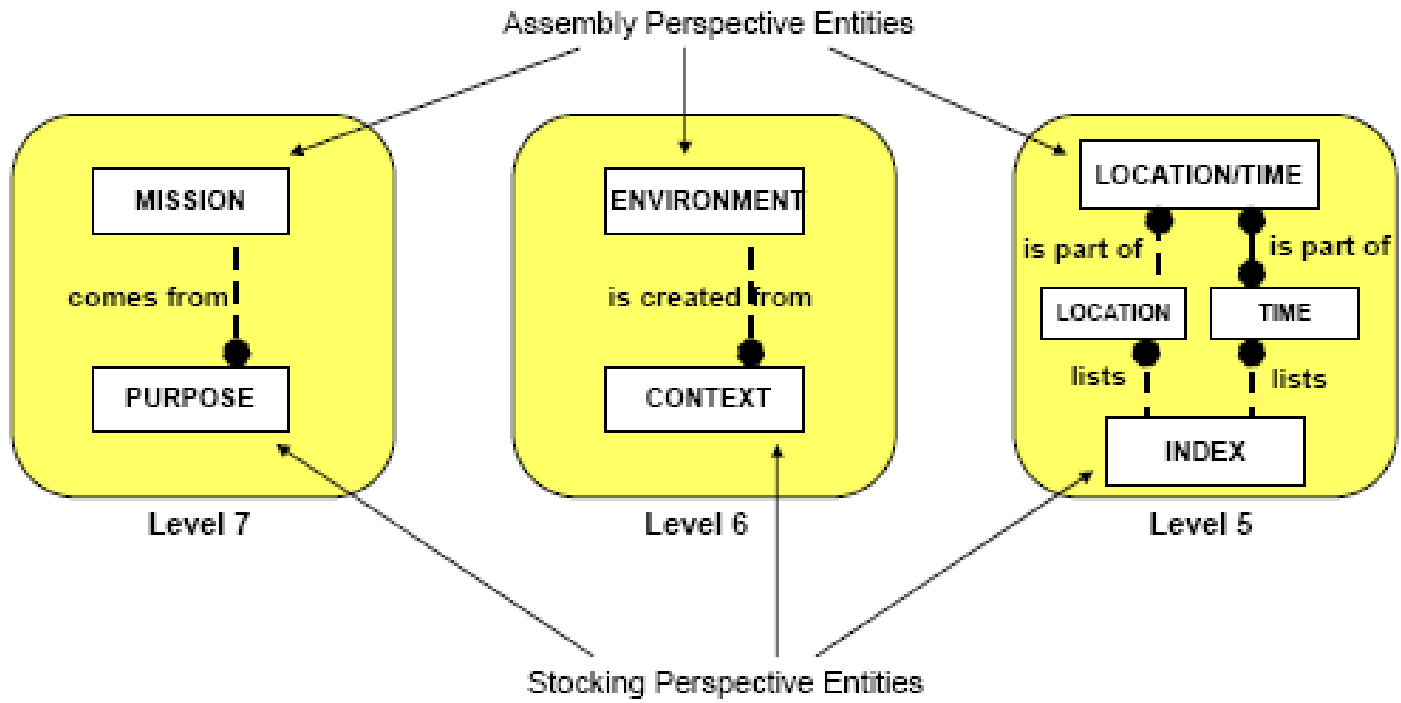 Assembly Perspective Entities
MISSION
comes from
PURPOSE
Level 7
ENVIRONMENT
is created from
CONTEXT
Level 6
LOCATION/TIME
is part of
is part of
LOCATION
TIME
lists
lists
INDEX
Level 5
Stocking Perspective Entities